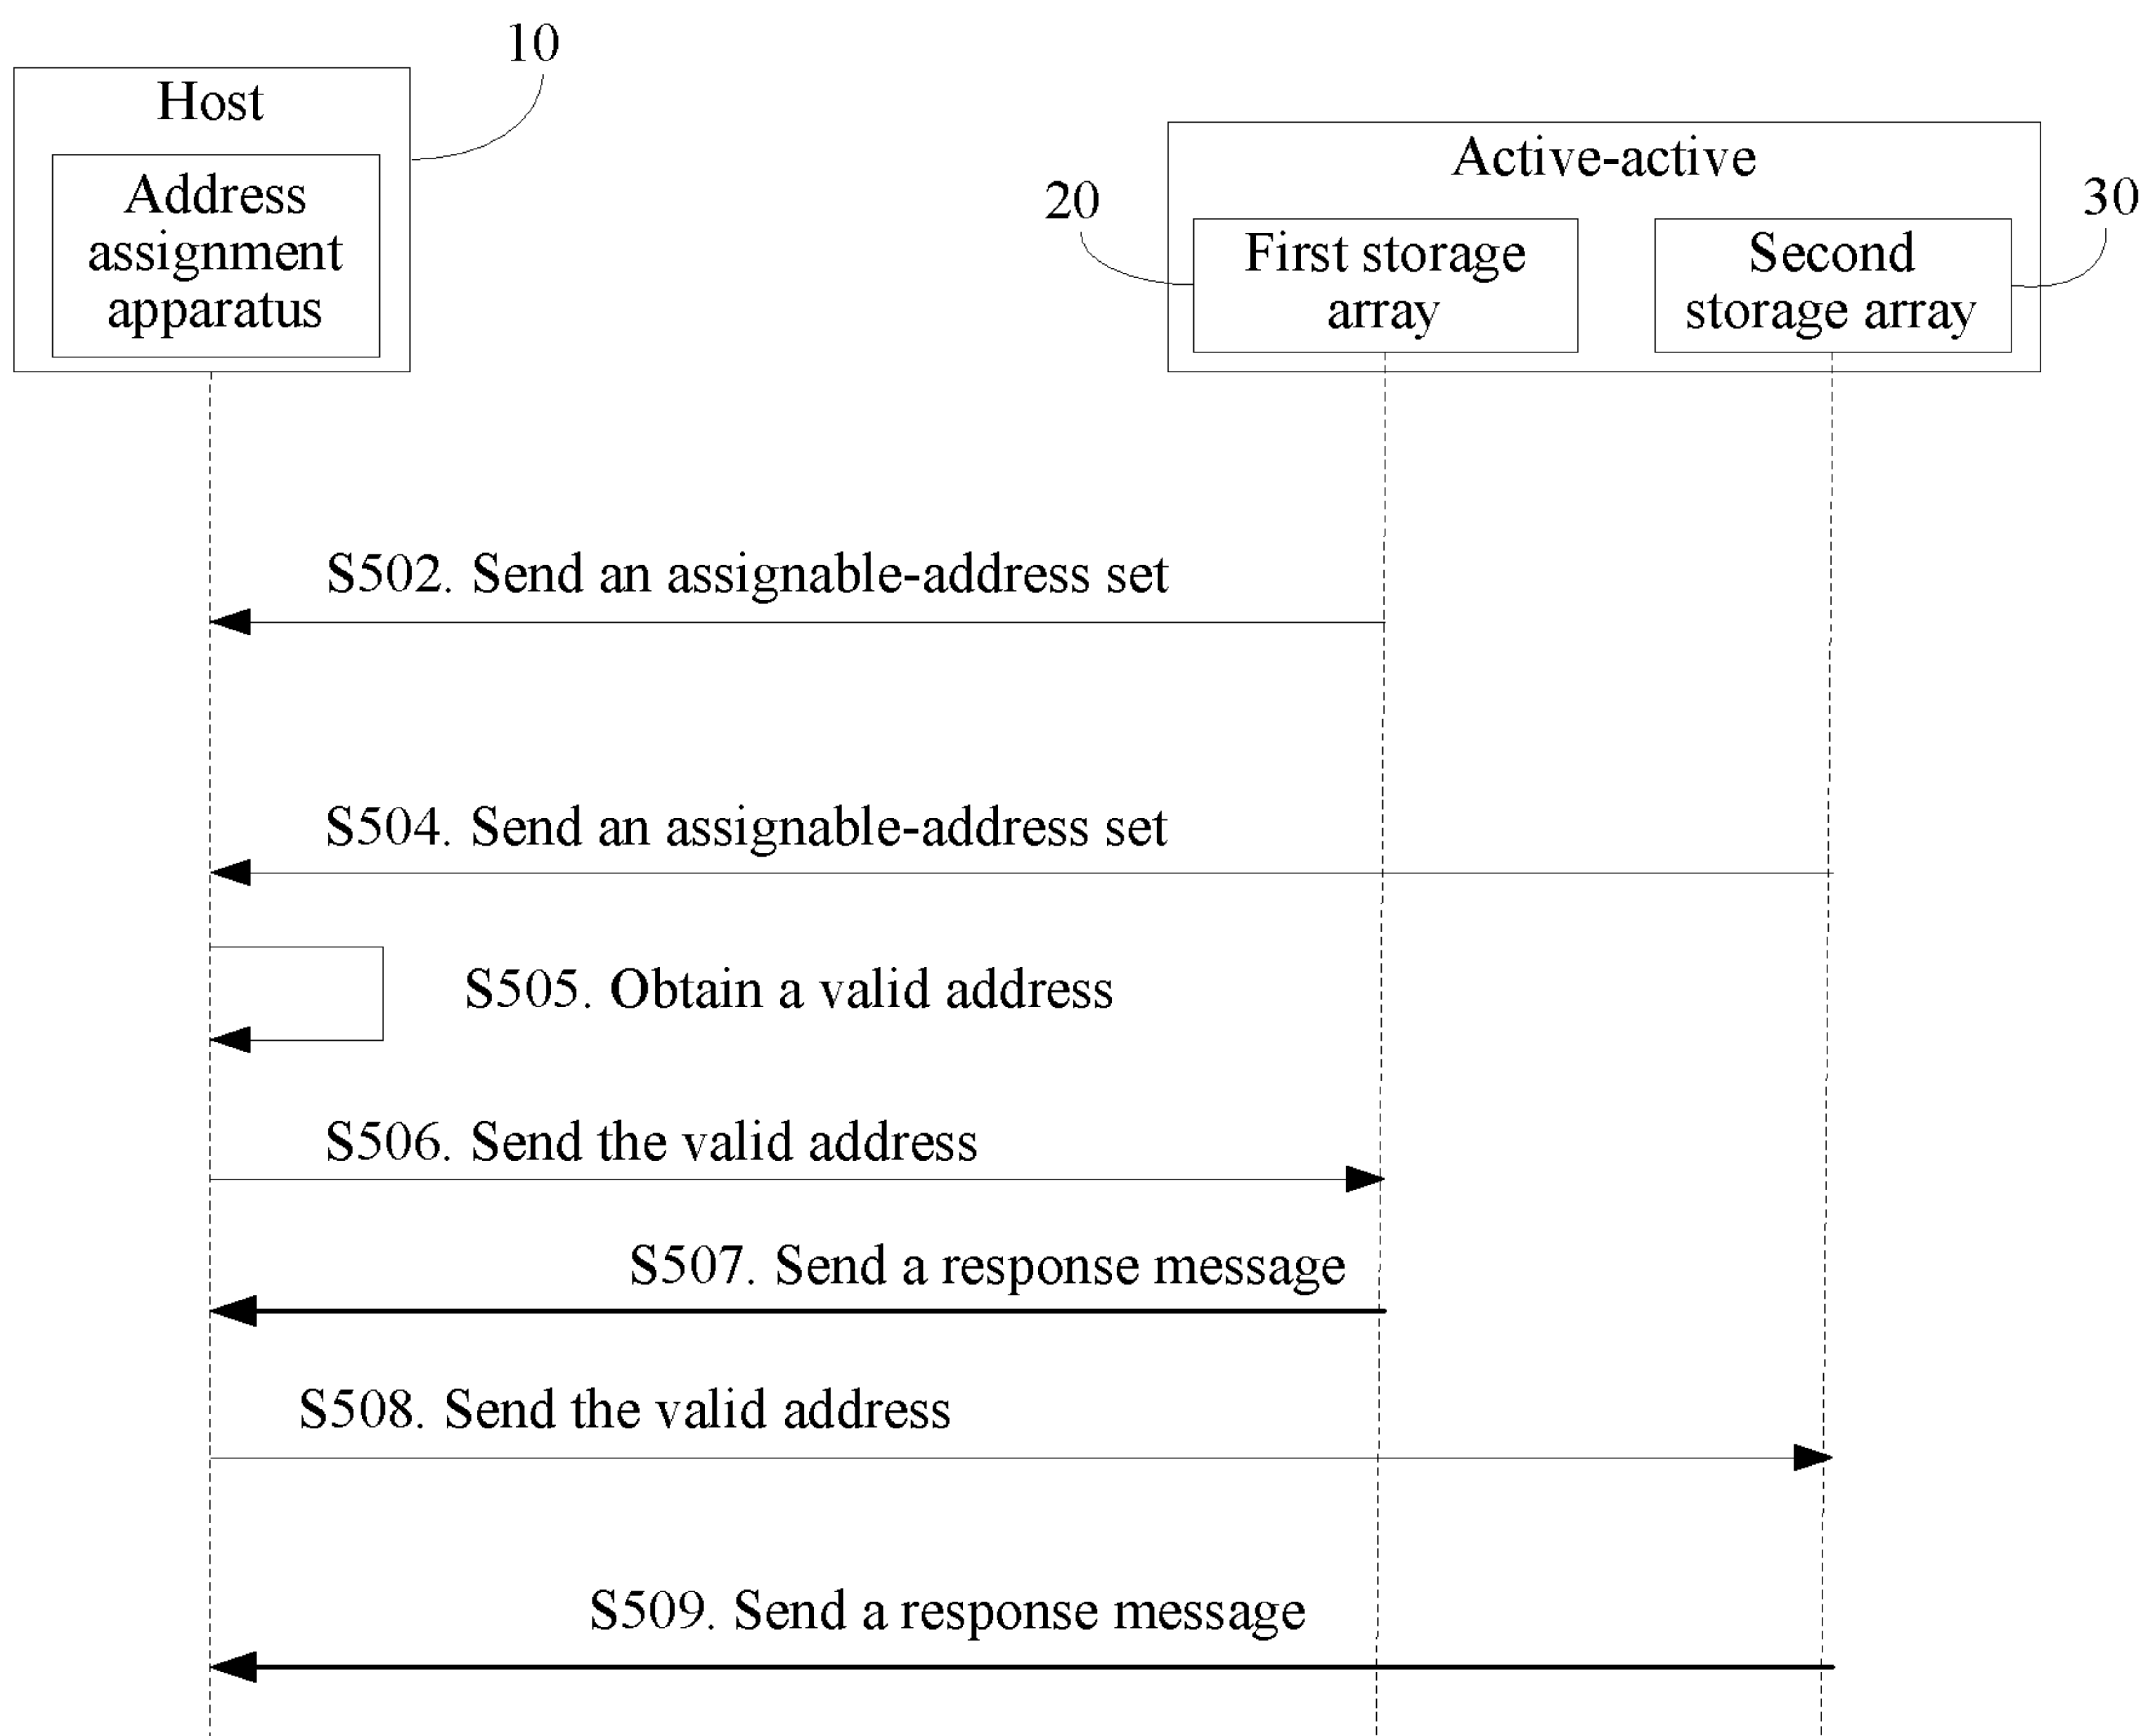 10
Host
Address
assignment
apparatus
Active-active
20
30
First storage
array
Second
storage array
S502. Send an assignable-address set
S504. Send an assignable-address set
S505. Obtain a valid address
S506. Send the valid address
S507. Send a response message
S508. Send the valid address
S509. Send a response message